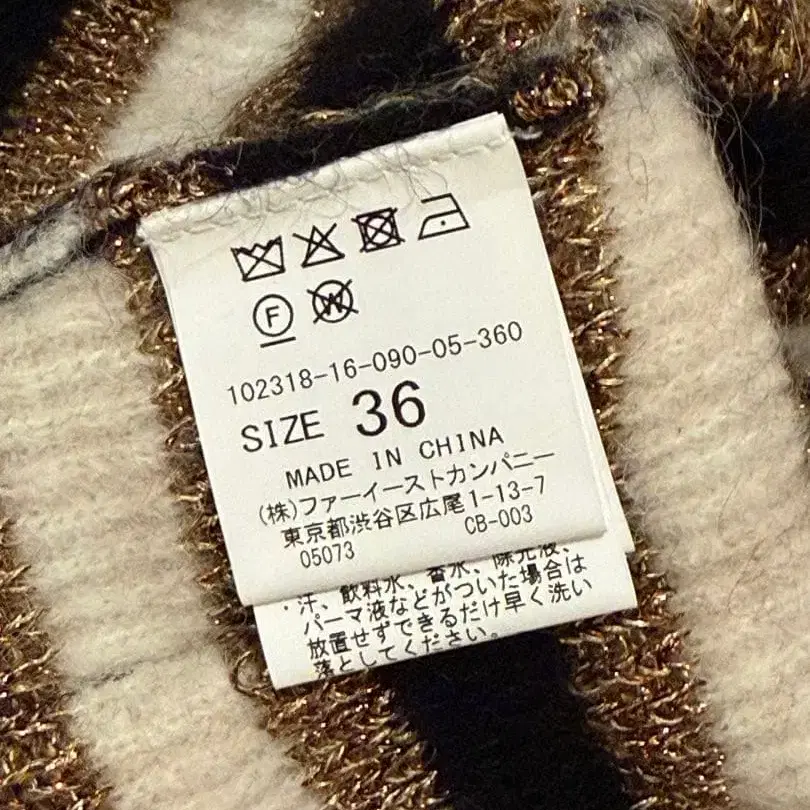 F
W
102318-16-090-05-360
SIZE 36
MADE IN CHINA
(株)ファーイーストカンパニー
東京都渋谷区広尾1-13-7
05073 CB-003
・汗、飲料水、香水、除光液、
パーマ液などがついた場合は
放置せずできるだけ早く洗い
落としてください。